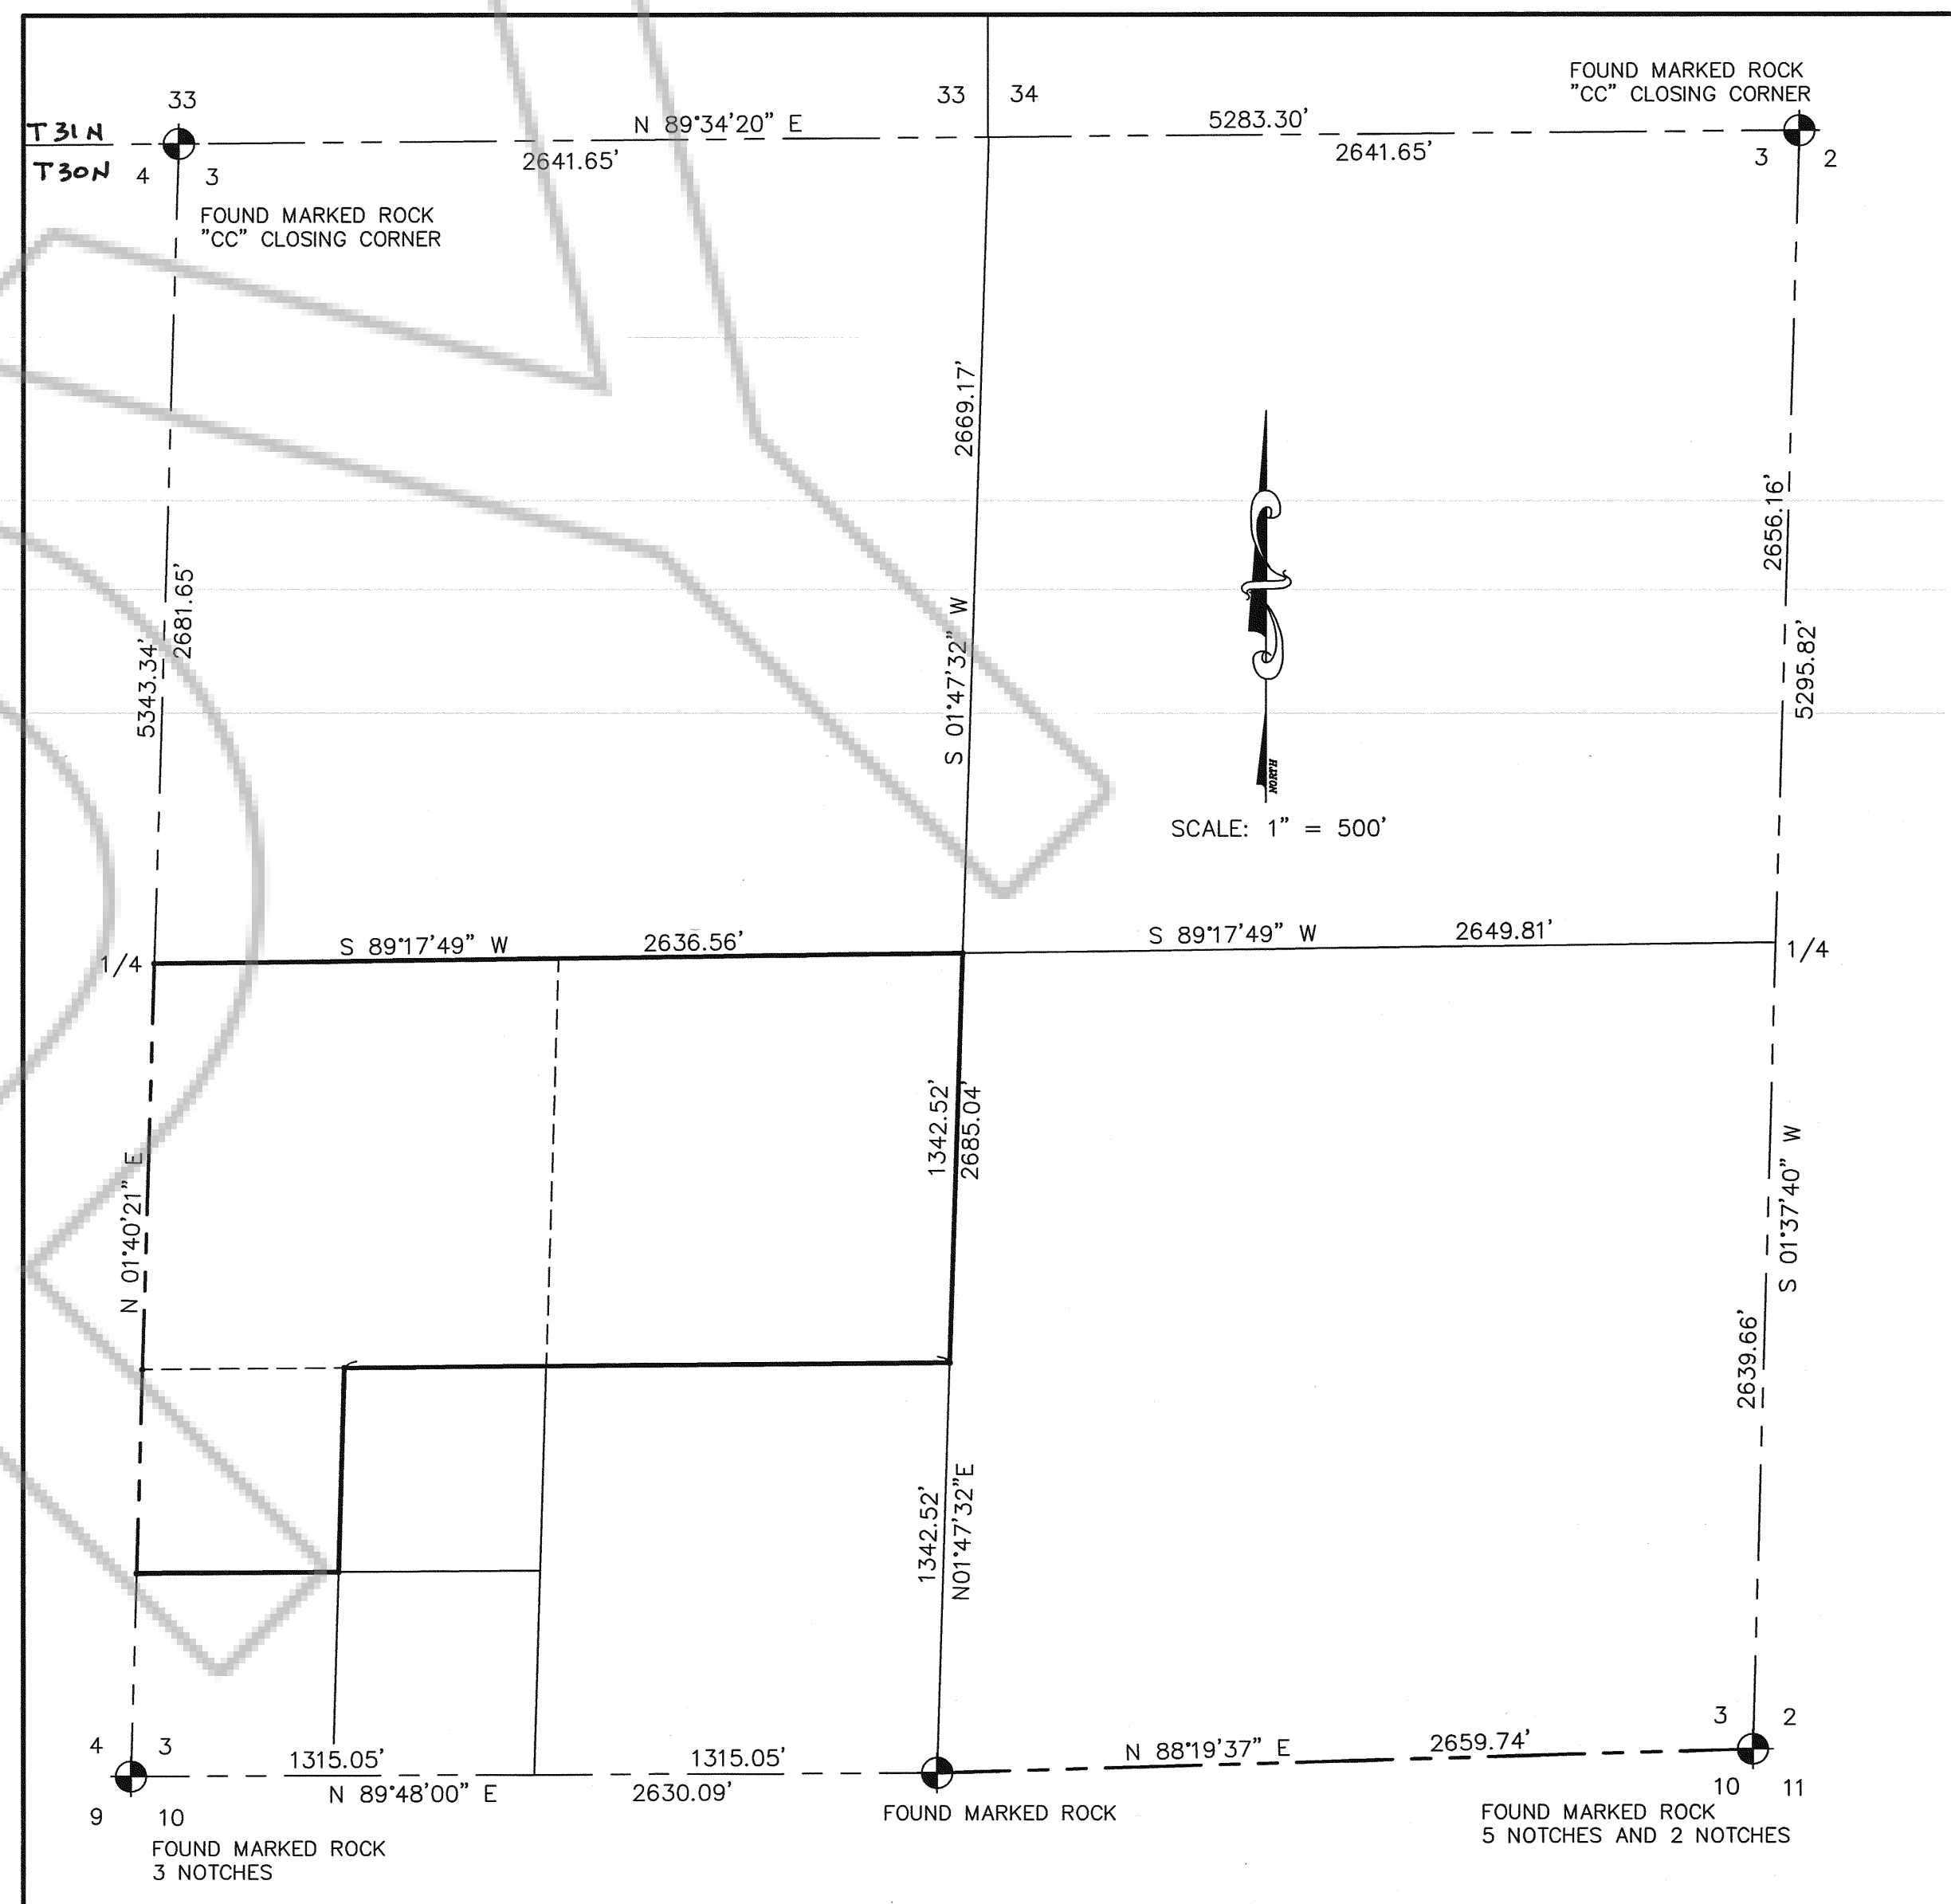 FOUND MARKED ROCK
"CC" CLOSING CORNER
33
33 34
T31N
N 89°34'20" E
5283.30'
T30N
4 3
2641.65'
2641.65'
3 2
FOUND MARKED ROCK
"CC" CLOSING CORNER
2669.17'
2656.16'
2681.65'
5343.34'
S 01°47'32" W
5295.82'
NORTH
SCALE: 1" = 500'
S 89°17'49" W
2636.56'
S 89°17'49" W
2649.81'
1/4
1/4
1342.52'
2685.04'
N 01°40'21" E
S 01°37'40" W
2639.66'
1342.52'
N01°47'32"E
4 3
3 2
1315.05'
1315.05'
N 88°19'37" E
2659.74'
N 89°48'00" E
2630.09'
9 10
10 11
FOUND MARKED ROCK
FOUND MARKED ROCK
5 NOTCHES AND 2 NOTCHES
FOUND MARKED ROCK
3 NOTCHES